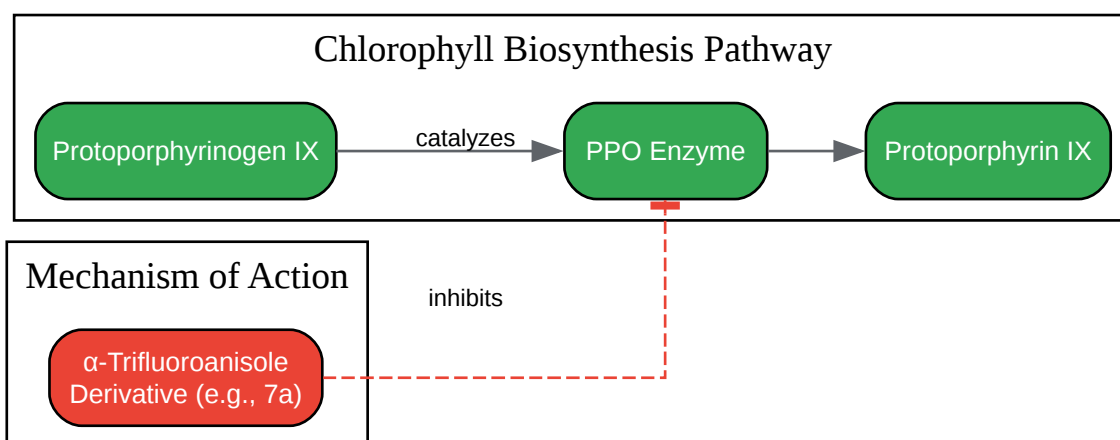 Chlorophyll Biosynthesis Pathway
Protoporphyrinogen IX
catalyzes
PPO Enzyme
Protoporphyrin IX
Mechanism of Action
inhibits
α-Trifluoroanisole
Derivative (e.g., 7a)